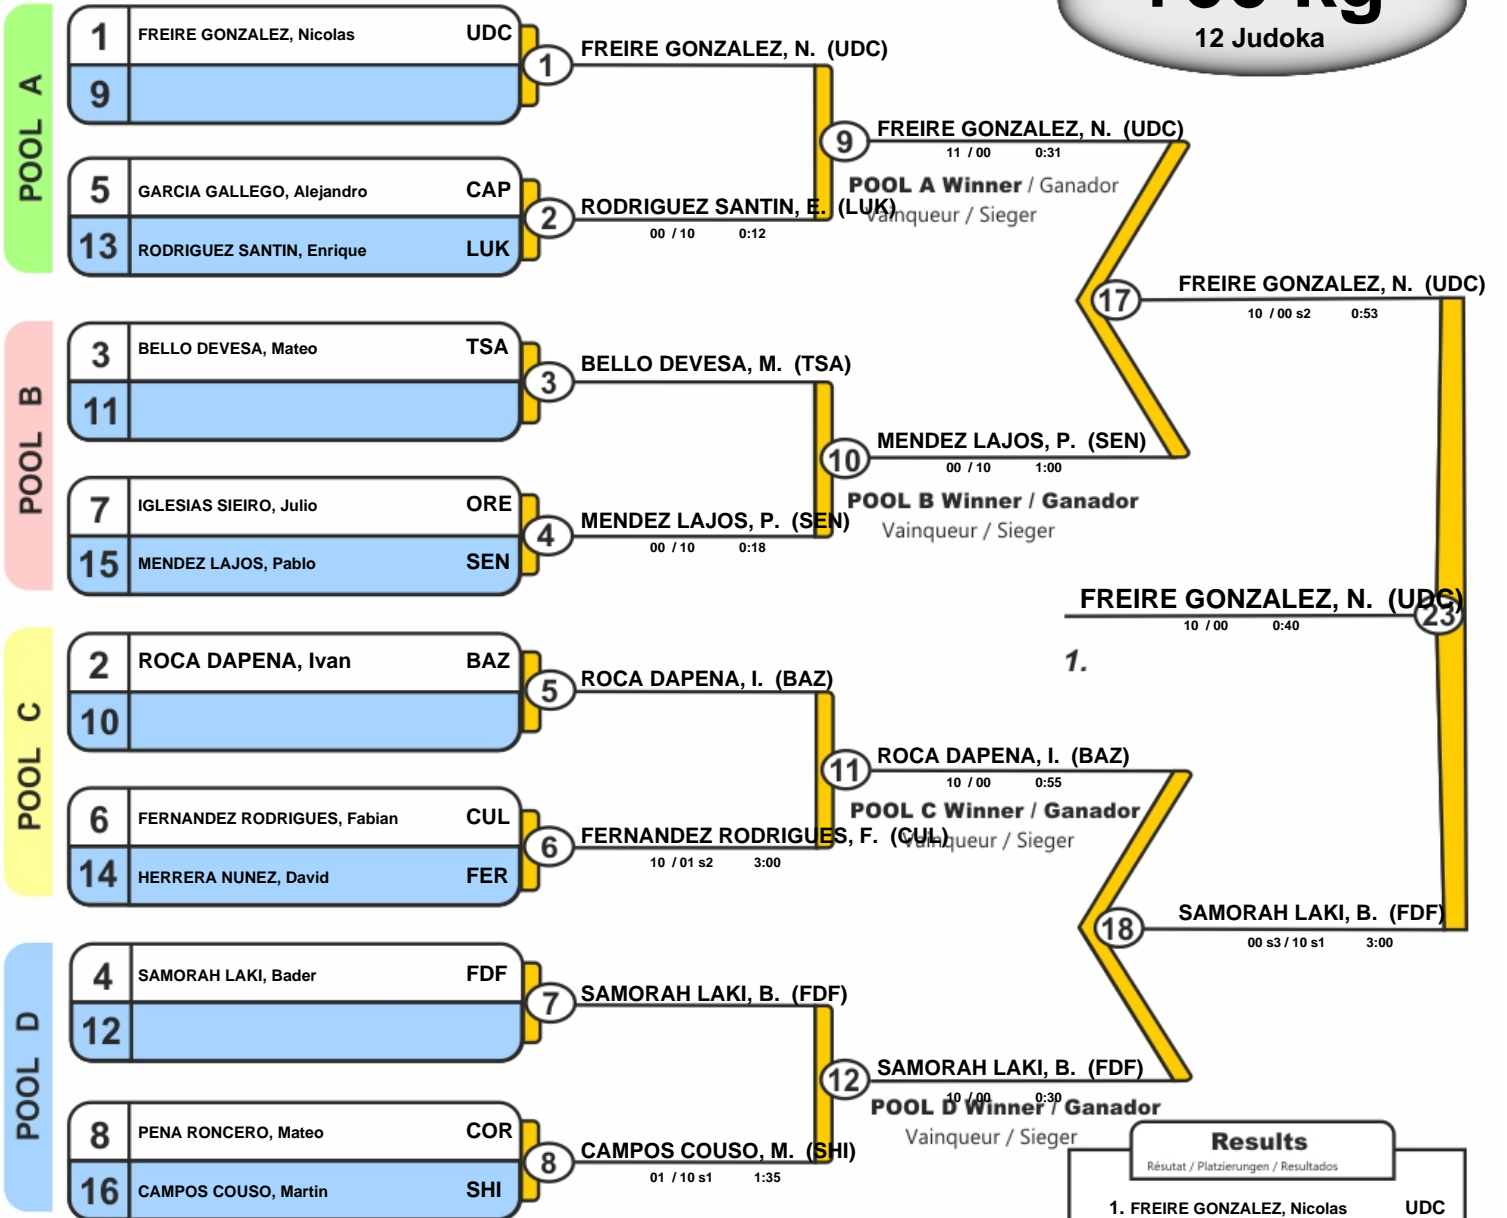 12 Judoka
POOL A
1 FREIRE GONZALEZ, Nicolas UDC
9
5 GARCIA GALLEGO, Alejandro CAP
13 RODRIGUEZ SANTIN, Enrique LUK
1 FREIRE GONZALEZ, N. (UDC)
2 RODRIGUEZ SANTIN, E. (LUK)
00 / 10 0:12
9 FREIRE GONZALEZ, N. (UDC)
11 / 00 0:31
POOL A Winner / Ganador
Vainqueur / Sieger
POOL B
3 BELLO DEVESA, Mateo TSA
11
7 IGLESIAS SIEIRO, Julio ORE
15 MENDEZ LAJOS, Pablo SEN
3 BELLO DEVESA, M. (TSA)
4 MENDEZ LAJOS, P. (SEN)
00 / 10 0:18
10 MENDEZ LAJOS, P. (SEN)
00 / 10 1:00
POOL B Winner / Ganador
Vainqueur / Sieger
17 FREIRE GONZALEZ, N. (UDC)
10 / 00 s2 0:53
FREIRE GONZALEZ, N. (UDC) 23
10 / 00 0:40
1.
POOL C
2 ROCA DAPENA, Ivan BAZ
10
6 FERNANDEZ RODRIGUES, Fabian CUL
14 HERRERA NUNEZ, David FER
5 ROCA DAPENA, I. (BAZ)
6 FERNANDEZ RODRIGUES, F. (CUL)
10 / 01 s2 3:00
11 ROCA DAPENA, I. (BAZ)
10 / 00 0:55
POOL C Winner / Ganador
Vainqueur / Sieger
POOL D
4 SAMORAH LAKI, Bader FDF
12
8 PENA RONCERO, Mateo COR
16 CAMPOS COUSO, Martin SHI
7 SAMORAH LAKI, B. (FDF)
8 CAMPOS COUSO, M. (SHI)
01 / 10 s1 1:35
12 SAMORAH LAKI, B. (FDF)
10 / 00 0:30
POOL D Winner / Ganador
Vainqueur / Sieger
18 SAMORAH LAKI, B. (FDF)
00 s3 / 10 s1 3:00
Results
Résutat / Platzierungen / Resultados
1. FREIRE GONZALEZ, Nicolas UDC